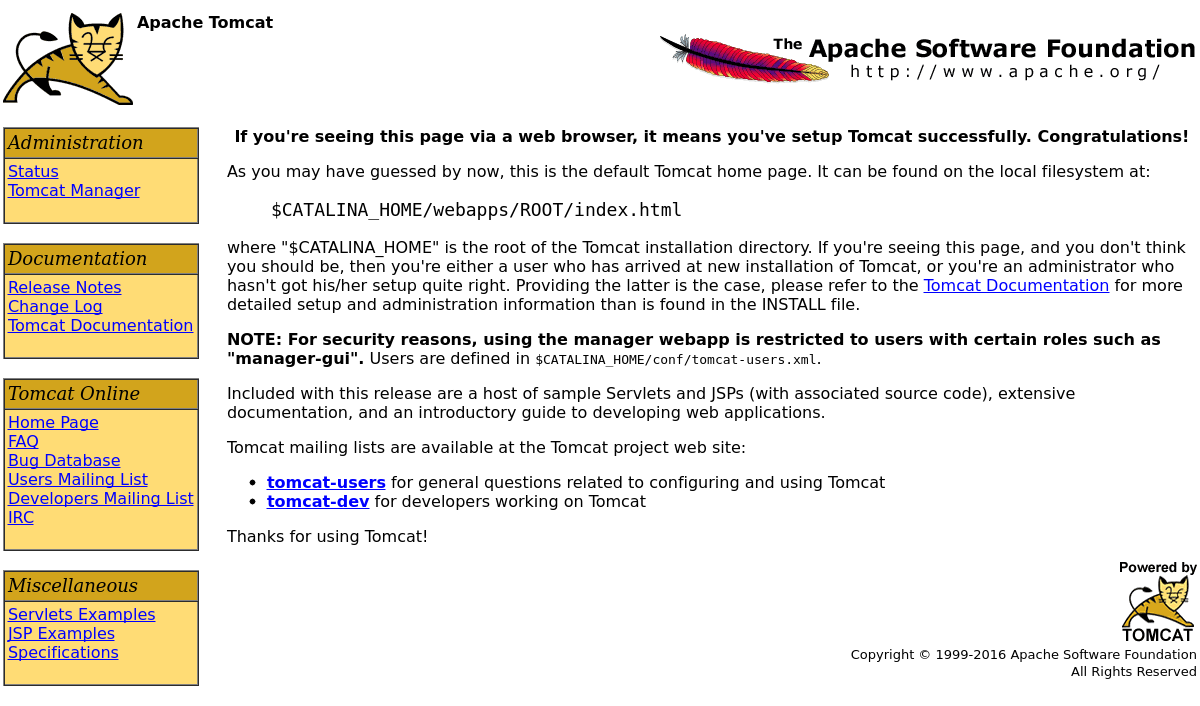 Apache Tomcat
The Apache Software Foundation
http://www.apache.org/
Administration
Status
Tomcat Manager
Documentation
Release Notes
Change Log
Tomcat Documentation
Tomcat Online
Home Page
FAQ
Bug Database
Users Mailing List
Developers Mailing List
IRC
Miscellaneous
Servlets Examples
JSP Examples
Specifications
If you're seeing this page via a web browser, it means you've setup Tomcat successfully. Congratulations!
As you may have guessed by now, this is the default Tomcat home page. It can be found on the local filesystem at:
$CATALINA_HOME/webapps/ROOT/index.html
where "$CATALINA_HOME" is the root of the Tomcat installation directory. If you're seeing this page, and you don't think
you should be, then you're either a user who has arrived at new installation of Tomcat, or you're an administrator who
hasn't got his/her setup quite right. Providing the latter is the case, please refer to the Tomcat Documentation for more
detailed setup and administration information than is found in the INSTALL file.
NOTE: For security reasons, using the manager webapp is restricted to users with certain roles such as
"manager-gui". Users are defined in $CATALINA_HOME/conf/tomcat-users.xml.
Included with this release are a host of sample Servlets and JSPs (with associated source code), extensive
documentation, and an introductory guide to developing web applications.
Tomcat mailing lists are available at the Tomcat project web site:
• tomcat-users for general questions related to configuring and using Tomcat
• tomcat-dev for developers working on Tomcat
Thanks for using Tomcat!
Powered by
TOMCAT
Copyright © 1999-2016 Apache Software Foundation
All Rights Reserved